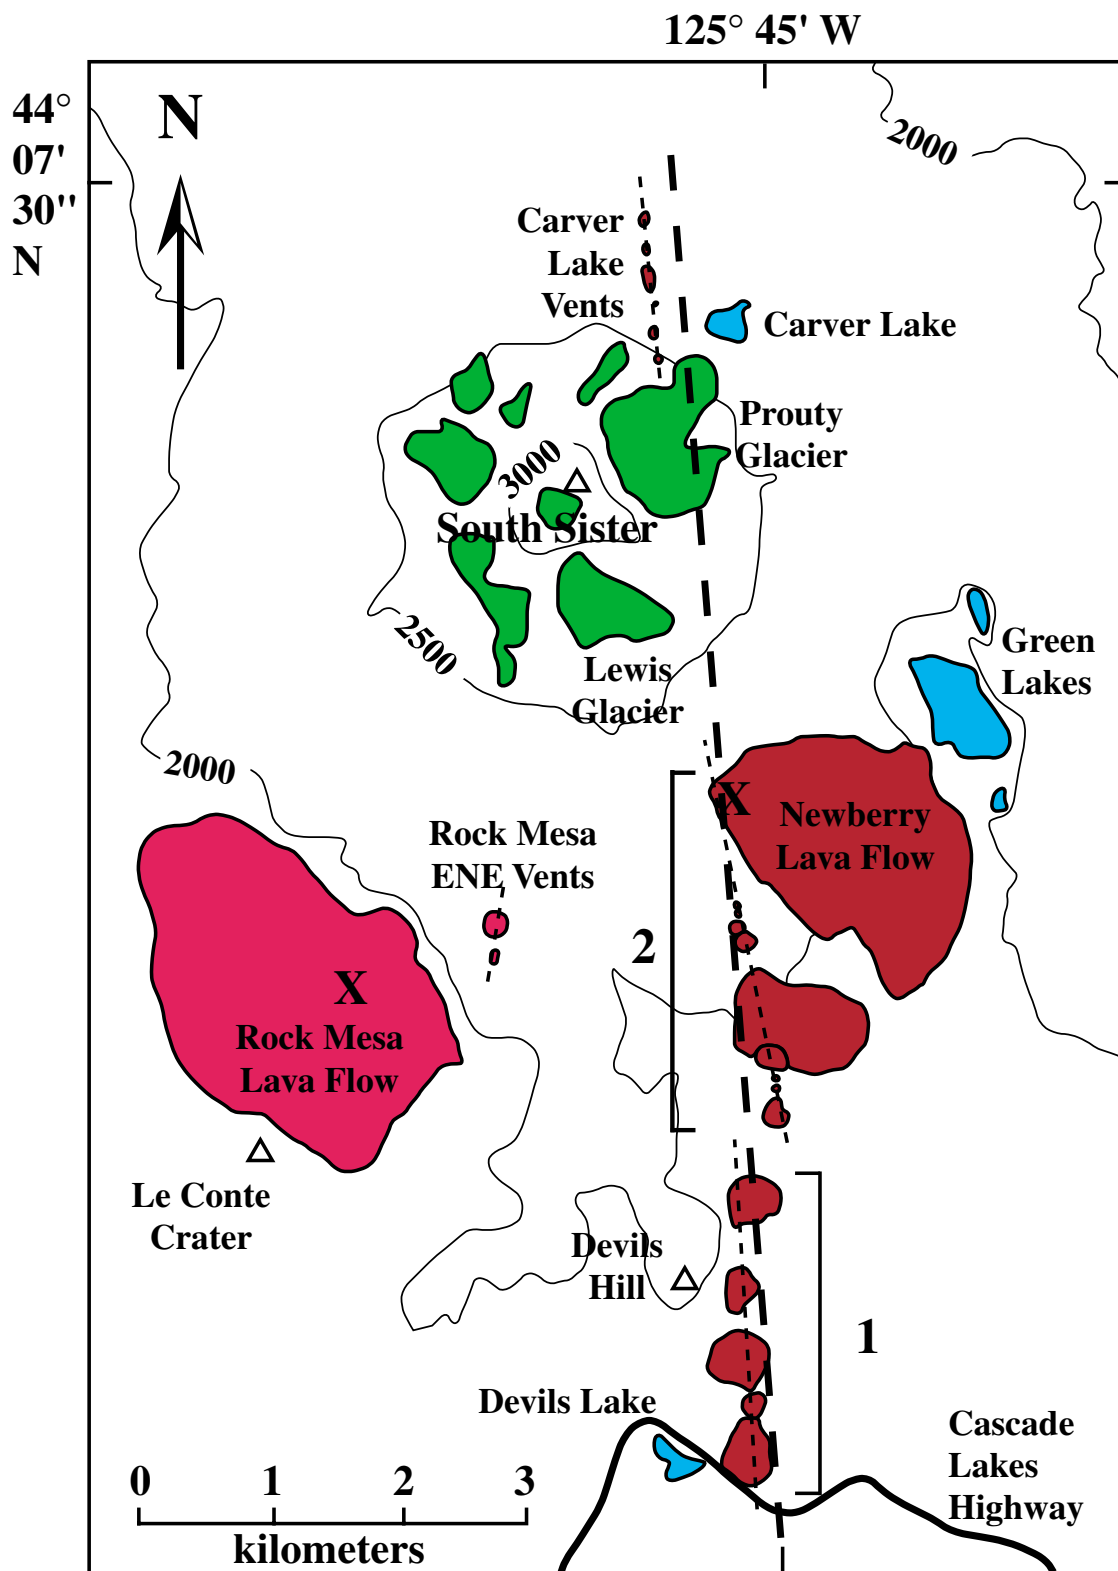 125° 45' W
44°
07'
30"
N
N
2000
Carver
Lake
Vents
Carver Lake
Prouty
Glacier
3000
South Sister
2500
Lewis
Glacier
Green
Lakes
2000
X
Newberry
Lava Flow
Rock Mesa
ENE Vents
2
X
Rock Mesa
Lava Flow
Le Conte
Crater
Devils
Hill
1
Devils Lake
Cascade
Lakes
Highway
0 1 2 3
kilometers